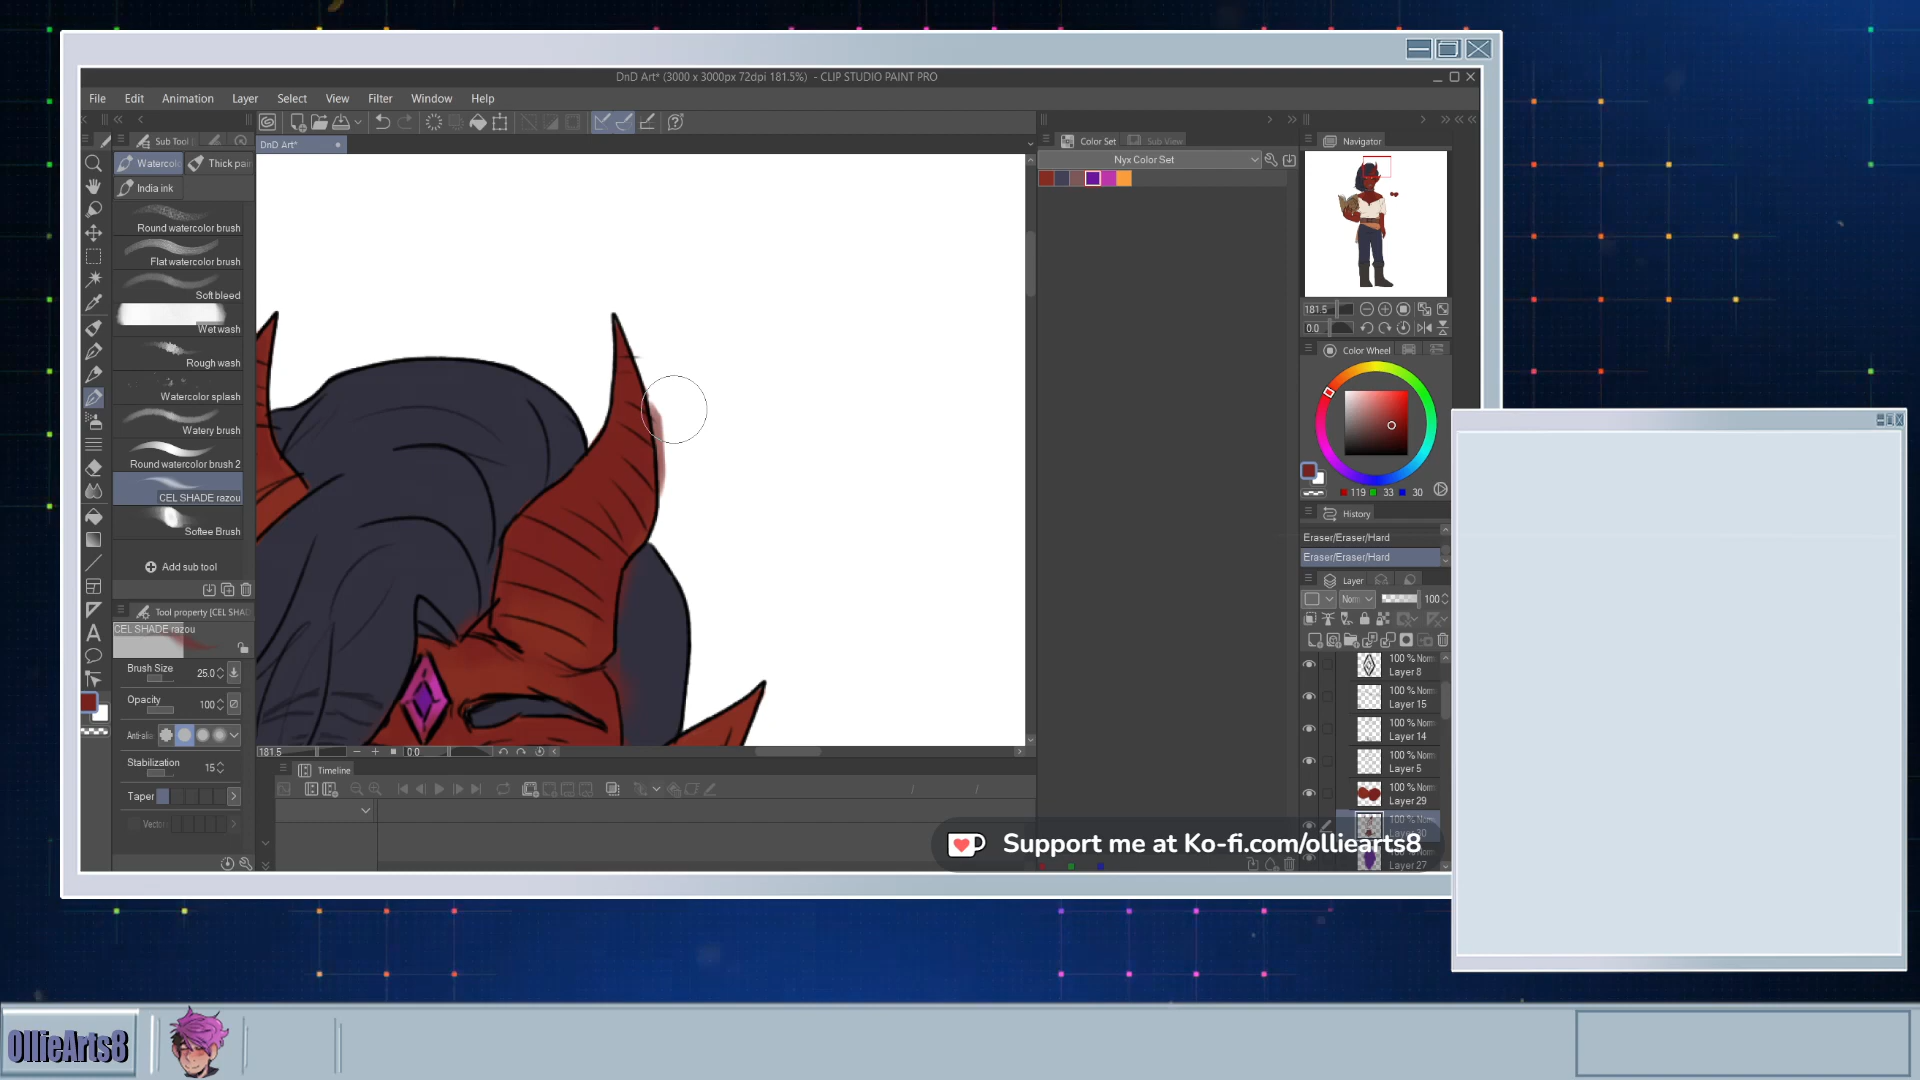 DnD Art* (3000 x 3000px 72dpi 181.5%) - CLIP STUDIO PAINT PRO
File Edit Animation Layer Select View Filter Window Help
Sub Tool
DnD Art*
Color Set
Sub View
Navigator
Watercolo
Thick pain
Nyx Color Set
India ink
Round watercolor brush
Flat watercolor brush
Soft bleed
Wet wash
Rough wash
Watercolor splash
Watery brush
Round watercolor brush 2
CEL SHADE razou
Softee Brush
Add sub tool
Tool property [CEL SHAD
CEL SHADE razou
Brush Size 25.0
Opacity 100
Anti-alia
Stabilization 15
Taper
Vector
181.5
0.0
Color Wheel
119 33 30
History
Eraser/Eraser/Hard
Eraser/Eraser/Hard
Layer
Norm 100
100 % Norm
Layer 8
100 % Norm
Layer 15
100 % Norm
Layer 14
100 % Norm
Layer 5
100 % Norm
Layer 29
100 % Norm
Layer 30
Layer 27
181.5 0.0
Timeline
Support me at Ko-fi.com/olliearts8
OllieArts8